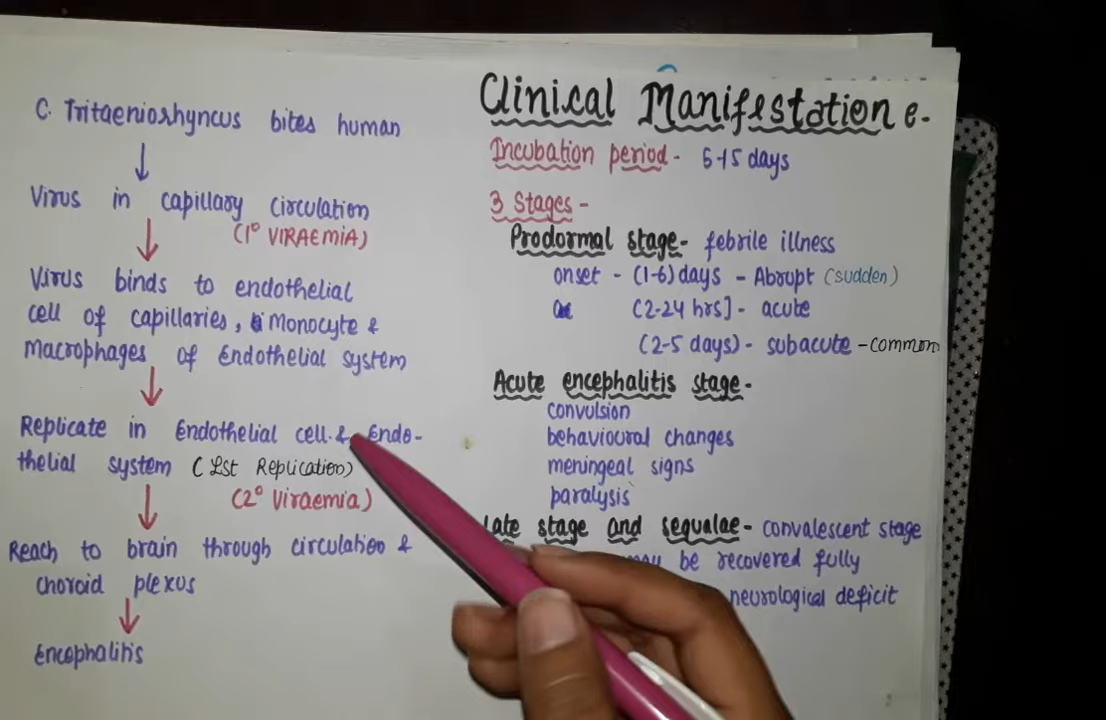 C. Tritaeniorhyncus bites human
↓
Virus in capillary circulation
(1° VIRAEMIA)
↓
Virus binds to endothelial
cell of capillaries, Monocyte &
Macrophages of Endothelial system
↓
Replicate in Endothelial cell & Endo-
thelial system (1st Replication)
↓
(2° Viraemia)
Reach to brain through circulation &
choroid plexus
↓
Encephalitis
Clinical Manifestation :-
Incubation period - 5-15 days
3 Stages -
Prodormal stage - febrile illness
onset - (1-6) days - Abrupt (sudden)
(2-24 hrs] - acute
(2-5 days) - subacute - common
Acute encephalitis stage -
convulsion
behavioural changes
meningeal signs
paralysis
Late stage and sequalae - convalescent stage
may be recovered fully
neurological deficit